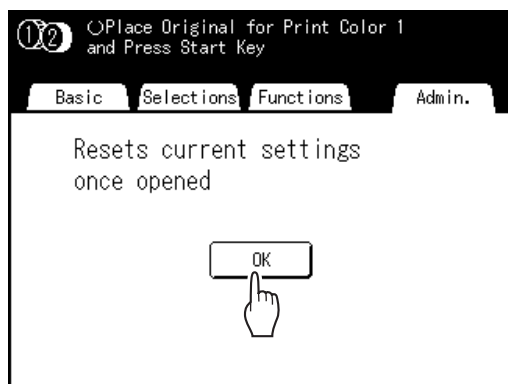 ①② Place Original for Print Color 1
and Press Start Key
Basic Selections Functions Admin.
Resets current settings
once opened
OK